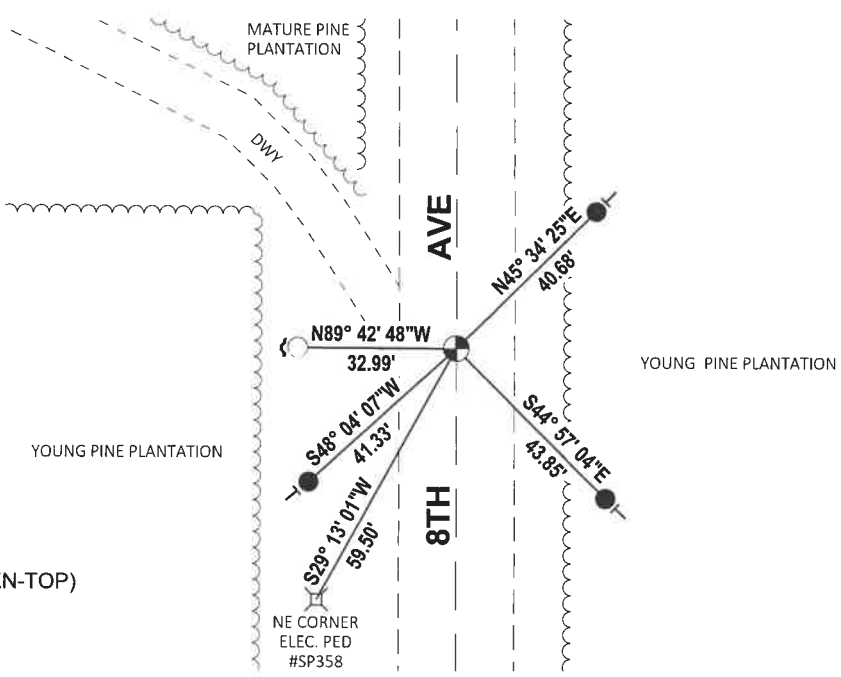 MATURE PINE
PLANTATION
DWY
AVE
N45° 34' 25"E
40.68'
N89° 42' 48"W
32.99'
YOUNG PINE PLANTATION
S48° 04' 07"W
41.33'
S44° 57' 04"E
43.85'
YOUNG PINE PLANTATION
S29° 13' 01"W
59.50'
8TH
EN-TOP)
NE CORNER
ELEC. PED
#SP358